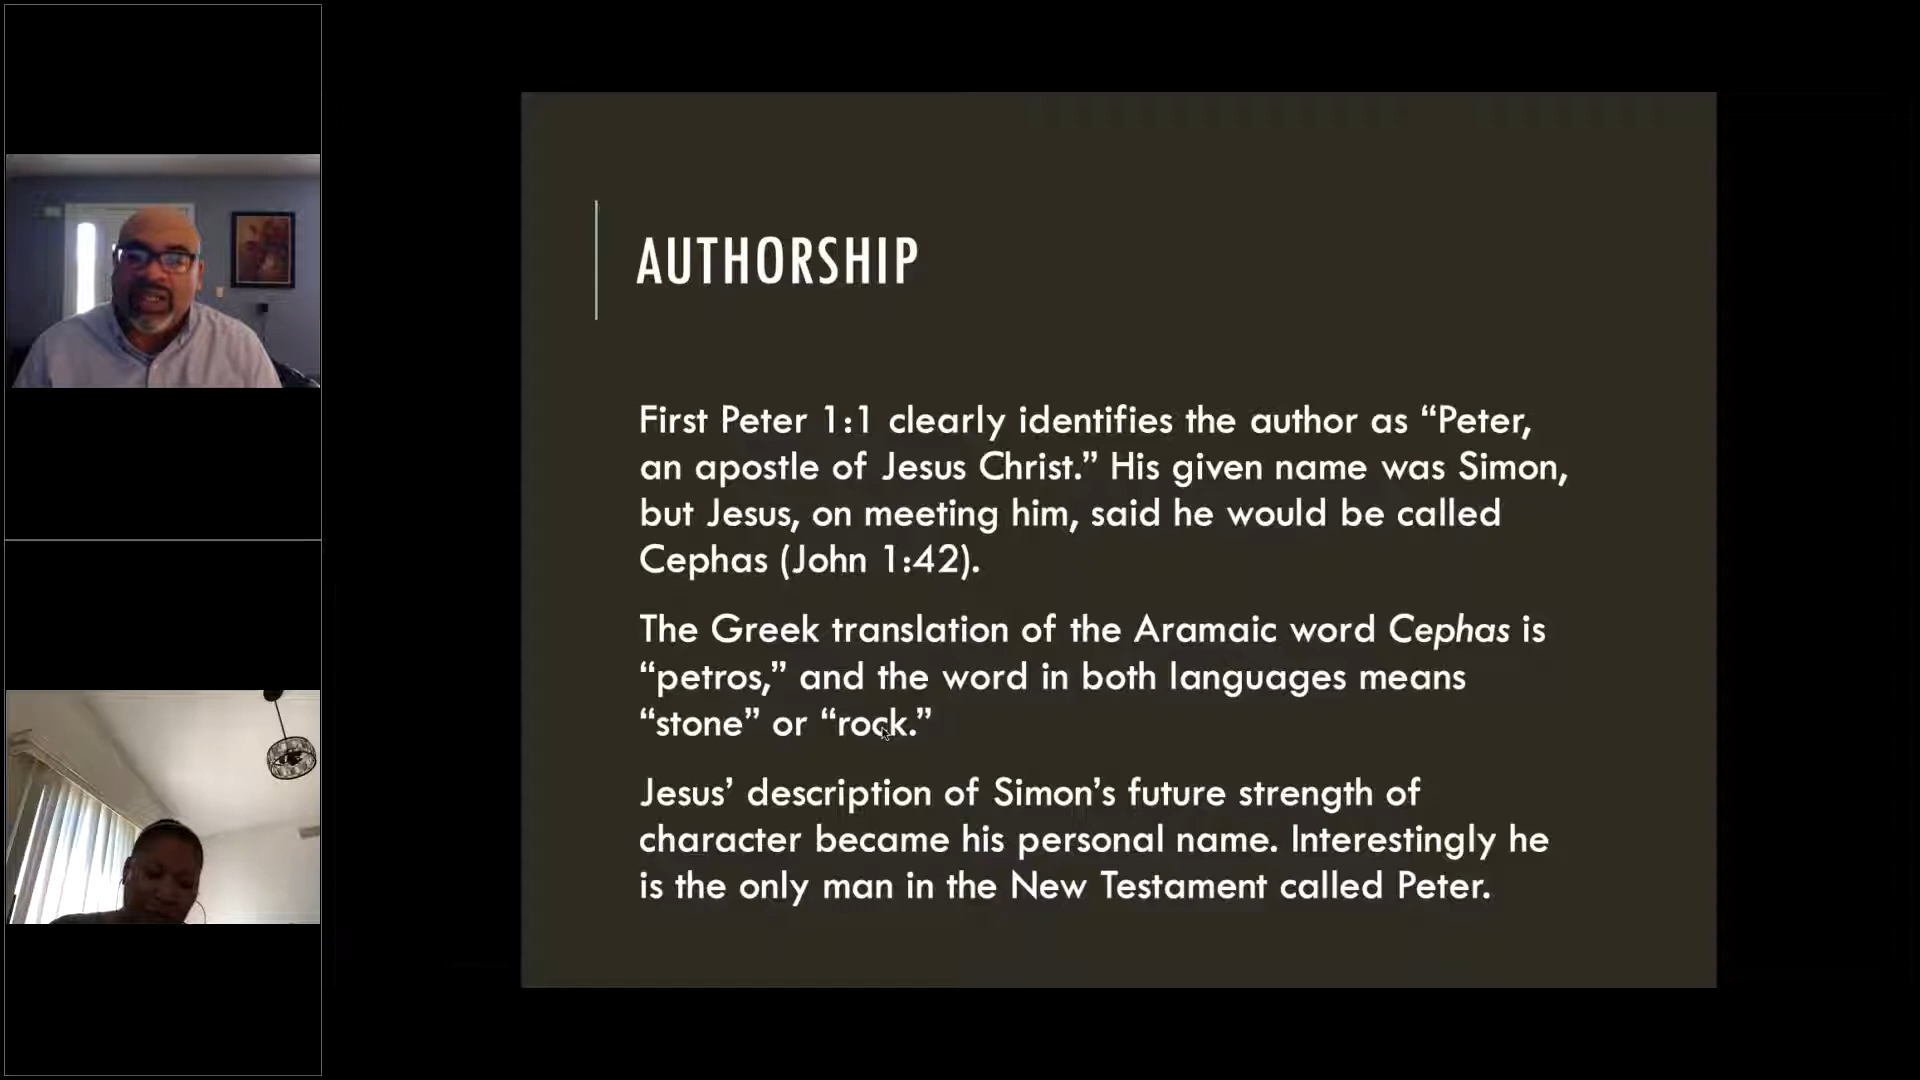 AUTHORSHIP
First Peter 1:1 clearly identifies the author as “Peter,
an apostle of Jesus Christ.” His given name was Simon,
but Jesus, on meeting him, said he would be called
Cephas (John 1:42).
The Greek translation of the Aramaic word Cephas is
“petros,” and the word in both languages means
“stone” or “rock.”
Jesus’ description of Simon’s future strength of
character became his personal name. Interestingly he
is the only man in the New Testament called Peter.